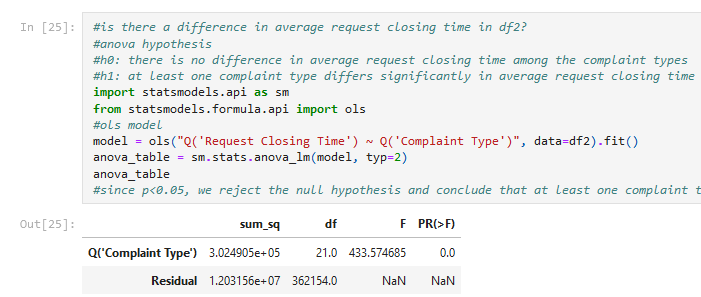 In [25]: #is there a difference in average request closing time in df2?
#anova hypothesis
#h0: there is no difference in average request closing time among the complaint types
#h1: at least one complaint type differs significantly in average request closing time
import statsmodels.api as sm
from statsmodels.formula.api import ols
#ols model
model = ols("Q('Request Closing Time') ~ Q('Complaint Type')", data=df2).fit()
anova_table = sm.stats.anova_lm(model, typ=2)
anova_table
#since p<0.05, we reject the null hypothesis and conclude that at least one complaint t
Out[25]:
sum_sq df F PR(>F)
Q('Complaint Type') 3.024905e+05 21.0 433.574685 0.0
Residual 1.203156e+07 362154.0 NaN NaN